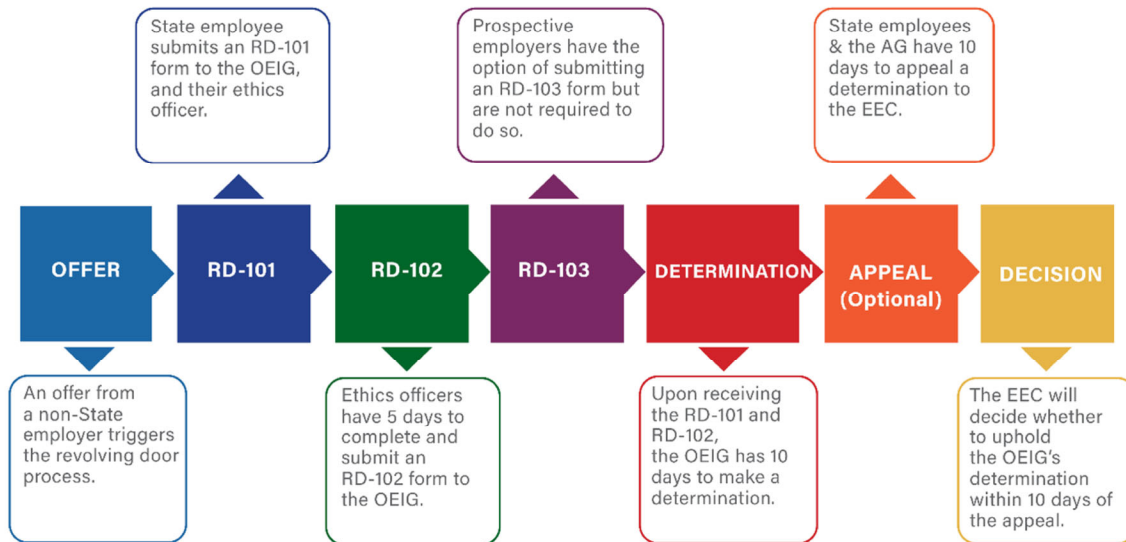 State employee
submits an RD-101
form to the OEIG,
and their ethics
officer.
Prospective
employers have the
option of submitting
an RD-103 form but
are not required to
do so.
State employees
& the AG have 10
days to appeal a
determination to
the EEC.
OFFER
RD-101
RD-102
RD-103
DETERMINATION
APPEAL
(Optional)
DECISION
An offer from
a non-State
employer triggers
the revolving door
process.
Ethics officers
have 5 days to
complete and
submit an
RD-102 form to
the OEIG.
Upon receiving
the RD-101 and
RD-102,
the OEIG has 10
days to make a
determination.
The EEC will
decide whether
to uphold
the OEIG's
determination
within 10 days of
the appeal.